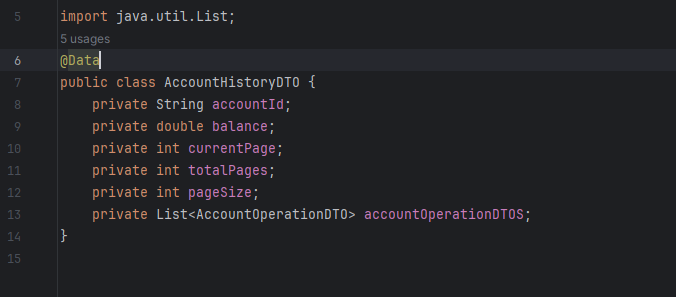 5 import java.util.List;
5 usages
6 @Data
7 public class AccountHistoryDTO {
8 private String accountId;
9 private double balance;
10 private int currentPage;
11 private int totalPages;
12 private int pageSize;
13 private List<AccountOperationDTO> accountOperationDTOS;
14 }
15